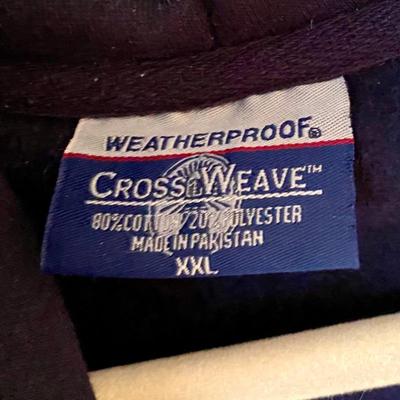 WEATHERPROOF®
CROSS WEAVE™
80% COTTON/20% POLYESTER
MADE IN PAKISTAN
XXL